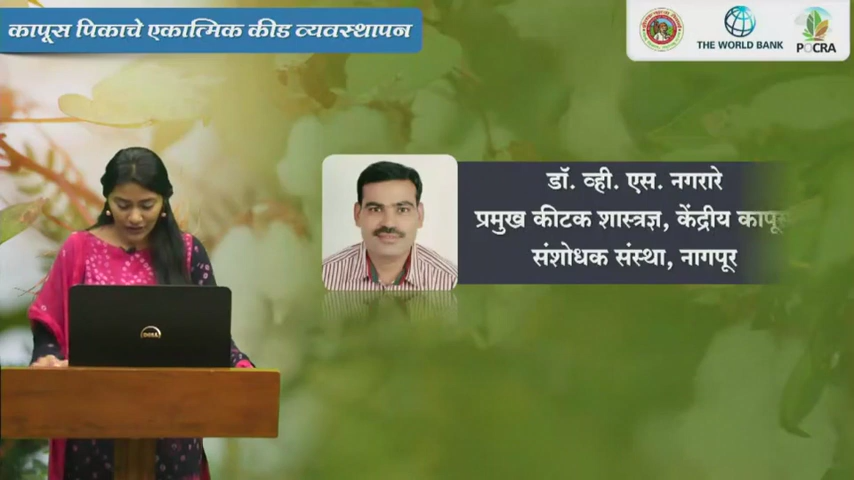 कापूस पिकाचे एकात्मिक कीड व्यवस्थापन
THE WORLD BANK
POCRA
डॉ. व्ही. एस. नगरारे
प्रमुख कीटक शास्त्रज्ञ, केंद्रीय कापूस
संशोधक संस्था, नागपूर
DELL